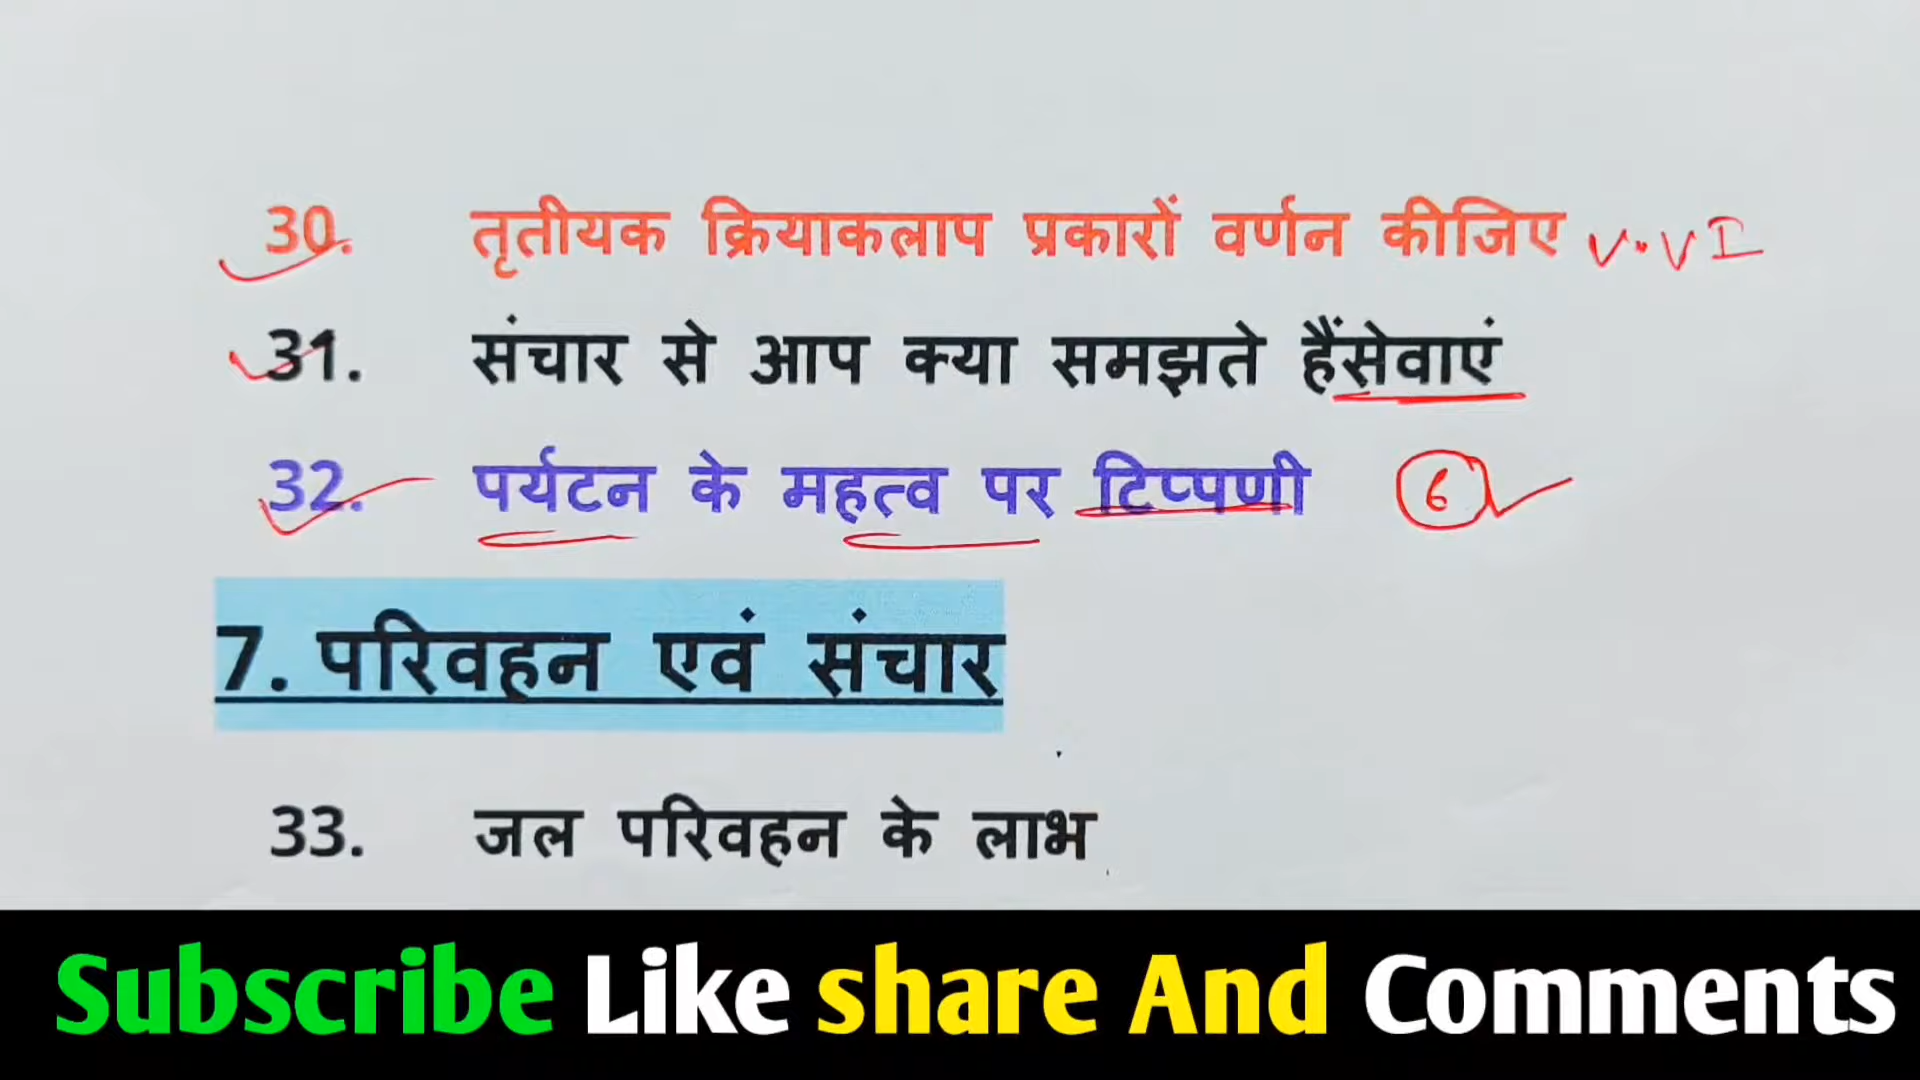 30. तृतीयक क्रियाकलाप प्रकारों वर्णन कीजिए V.VI
31. संचार से आप क्या समझते हैंसेवाएं
32. पर्यटन के महत्व पर टिप्पणी 6
7. परिवहन एवं संचार
33. जल परिवहन के लाभ
Subscribe Like share And Comments